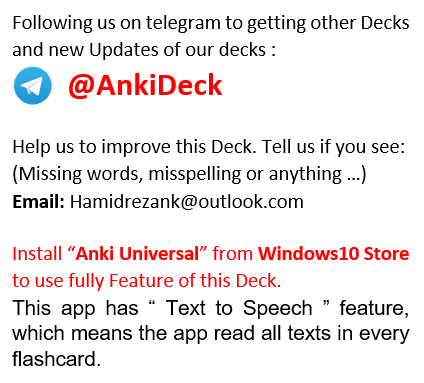 Following us on telegram to getting other Decks
and new Updates of our decks :
@AnkiDeck
Help us to improve this Deck. Tell us if you see:
(Missing words, misspelling or anything …)
Email: Hamidrezank@outlook.com
Install “Anki Universal” from Windows10 Store
to use fully Feature of this Deck.
This app has “ Text to Speech ” feature,
which means the app read all texts in every
flashcard.